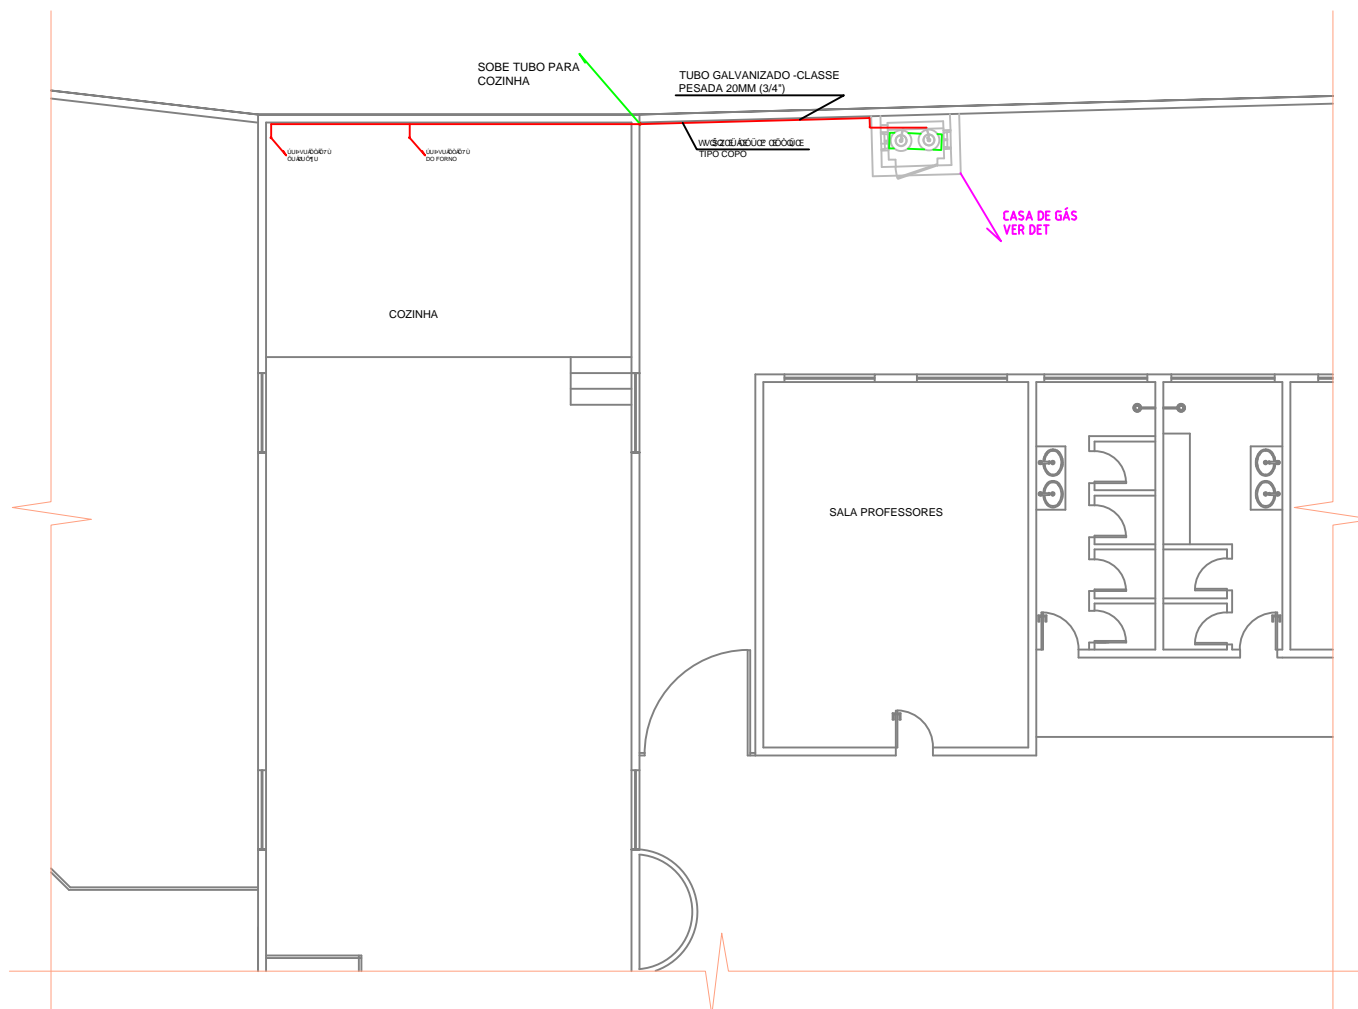 SOBE TUBO PARA
COZINHA
TUBO GALVANIZADO -CLASSE
PESADA 20MM (3/4")
TIPO COPO
DO FORNO
CASA DE GÁS
VER DET
COZINHA
SALA PROFESSORES